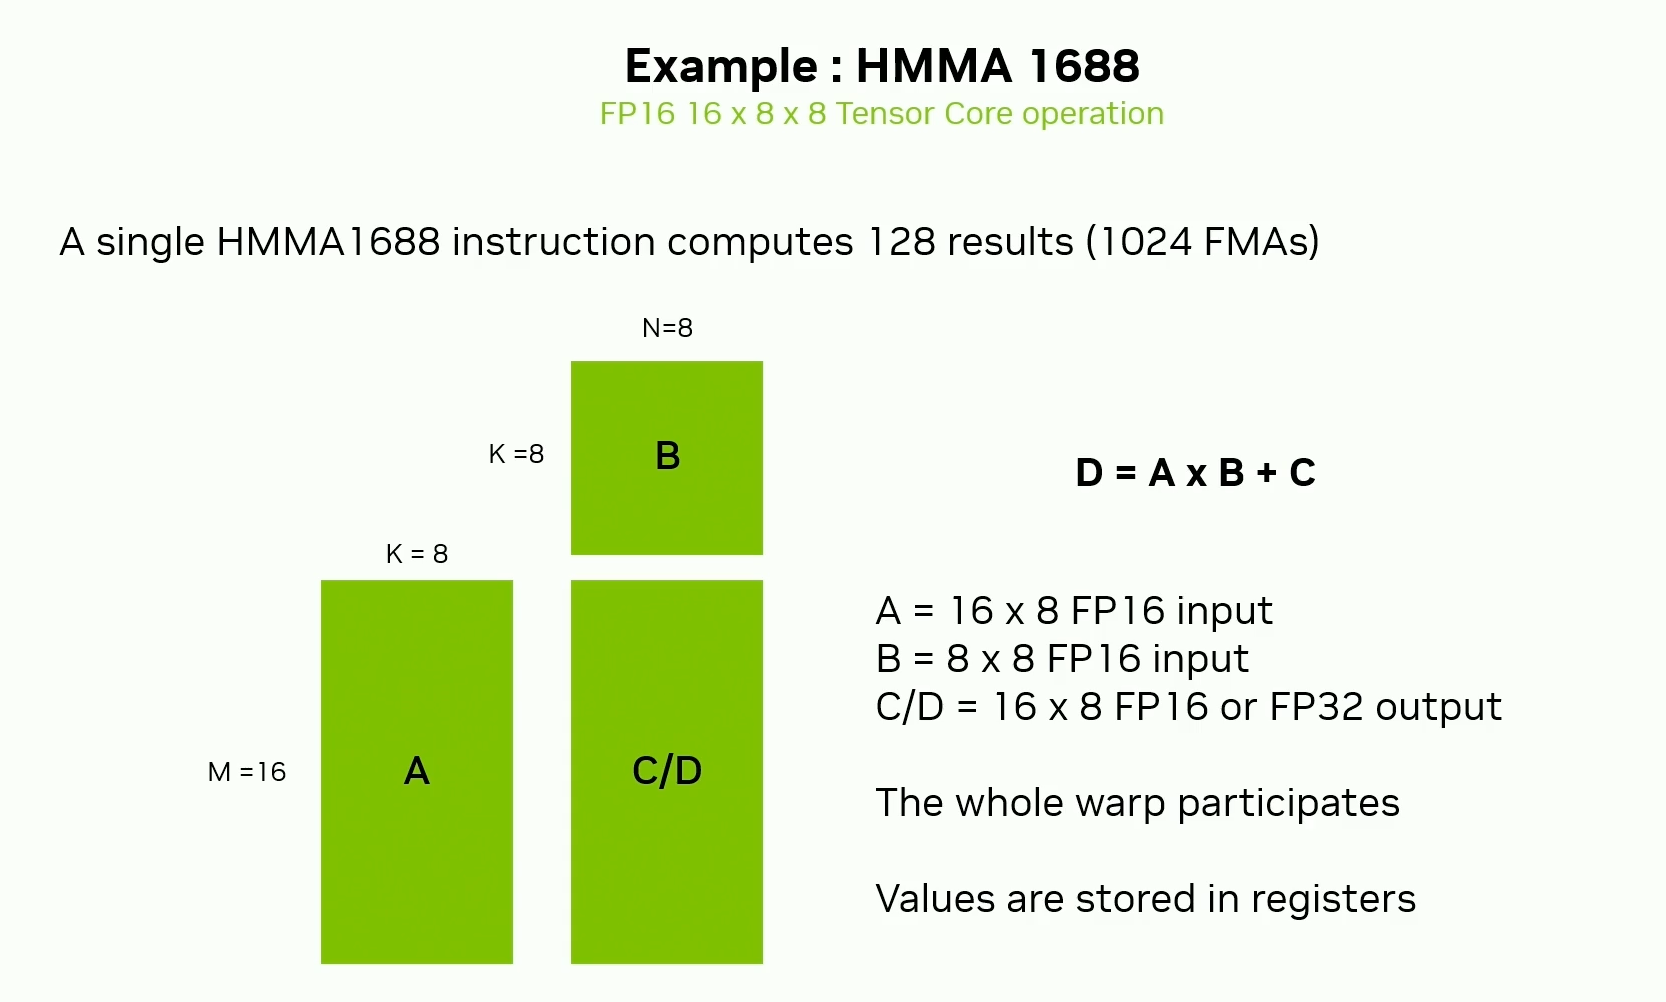 Example : HMMA 1688
FP16 16 x 8 x 8 Tensor Core operation
A single HMMA1688 instruction computes 128 results (1024 FMAs)
N=8
K =8
B
D = A x B + C
K = 8
A = 16 x 8 FP16 input
B = 8 x 8 FP16 input
C/D = 16 x 8 FP16 or FP32 output
M =16
A
C/D
The whole warp participates
Values are stored in registers